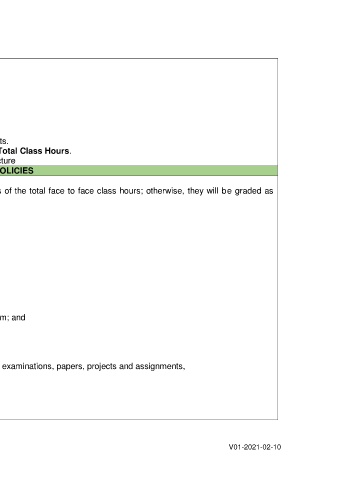 ts.
Total Class Hours.
cture
OLICIES
s of the total face to face class hours; otherwise, they will be graded as
m; and
examinations, papers, projects and assignments,
V01-2021-02-10